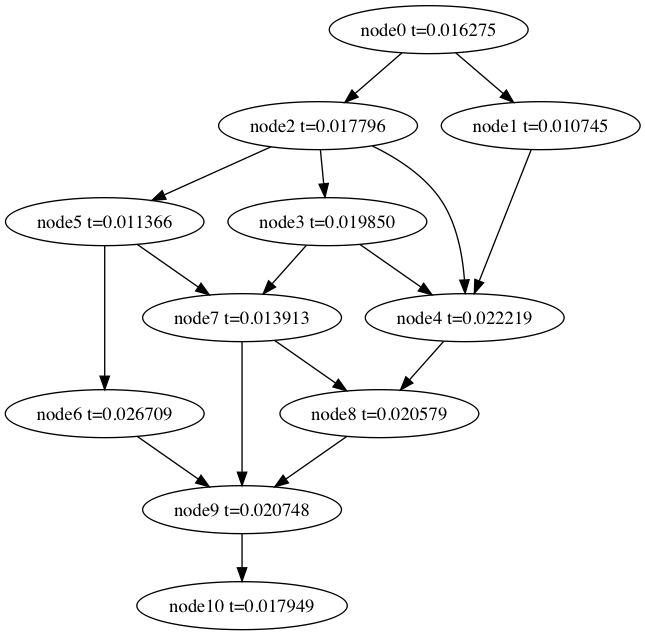 node0 t=0.016275
node2 t=0.017796
node1 t=0.010745
node5 t=0.011366
node3 t=0.019850
node7 t=0.013913
node4 t=0.022219
node6 t=0.026709
node8 t=0.020579
node9 t=0.020748
node10 t=0.017949